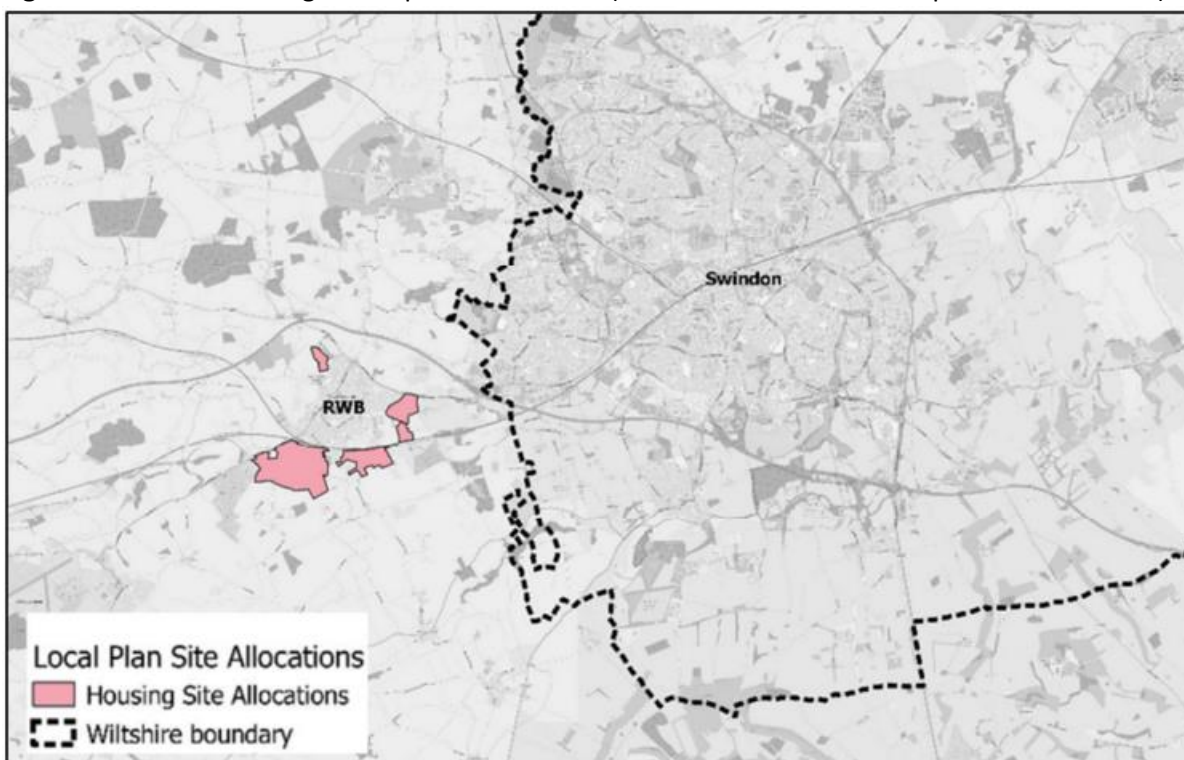 Swindon
RWB
Local Plan Site Allocations
Housing Site Allocations
Wiltshire boundary